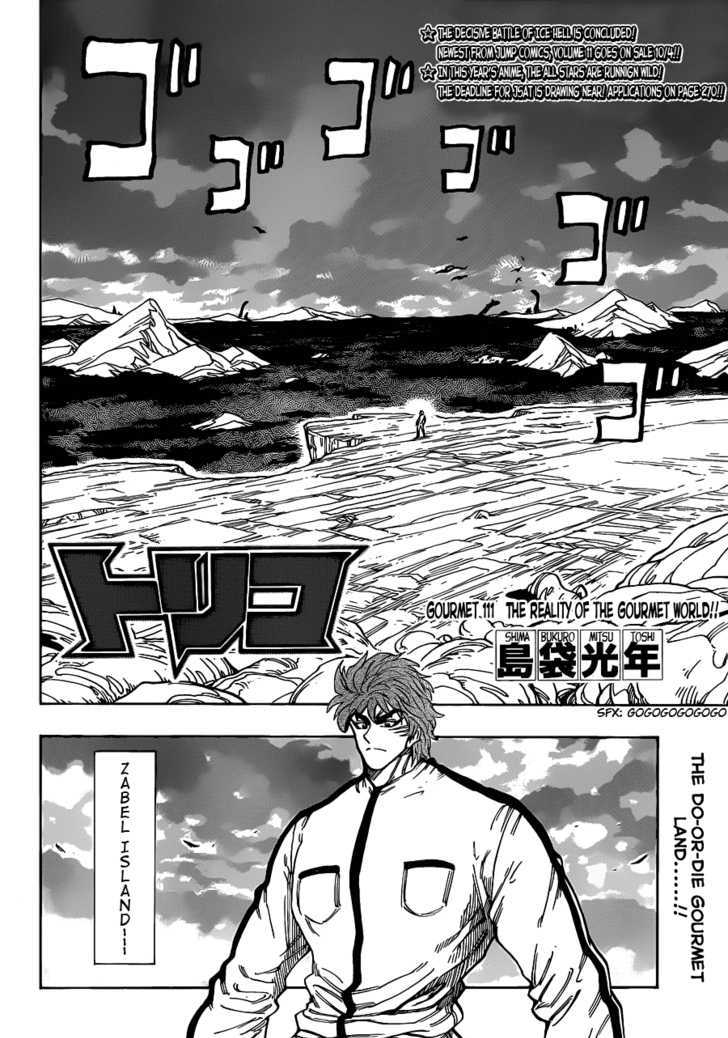 ☆ THE DECISIVE BATTLE OF ICE HELL IS CONCLUDED!
NEWEST FROM JUMP COMICS, VOLUME 11 GOES ON SALE 10/4!!
☆ IN THIS YEAR'S ANIME, THE ALL STARS ARE RUNNIGN WILD!
THE DEADLINE FOR J5AT IS DRAWING NEAR! APPLICATIONS ON PAGE 270!!
ゴゴゴゴゴゴゴ
トリコ
GOURMET.111 THE REALITY OF THE GOURMET WORLD!!
SHIMA BUKURO MITSU TOSHI
島袋光年
SFX: GOGOGOGOGOGO
THE DO-OR-DIE GOURMET
LAND......!!
ZABEL ISLAND!!!